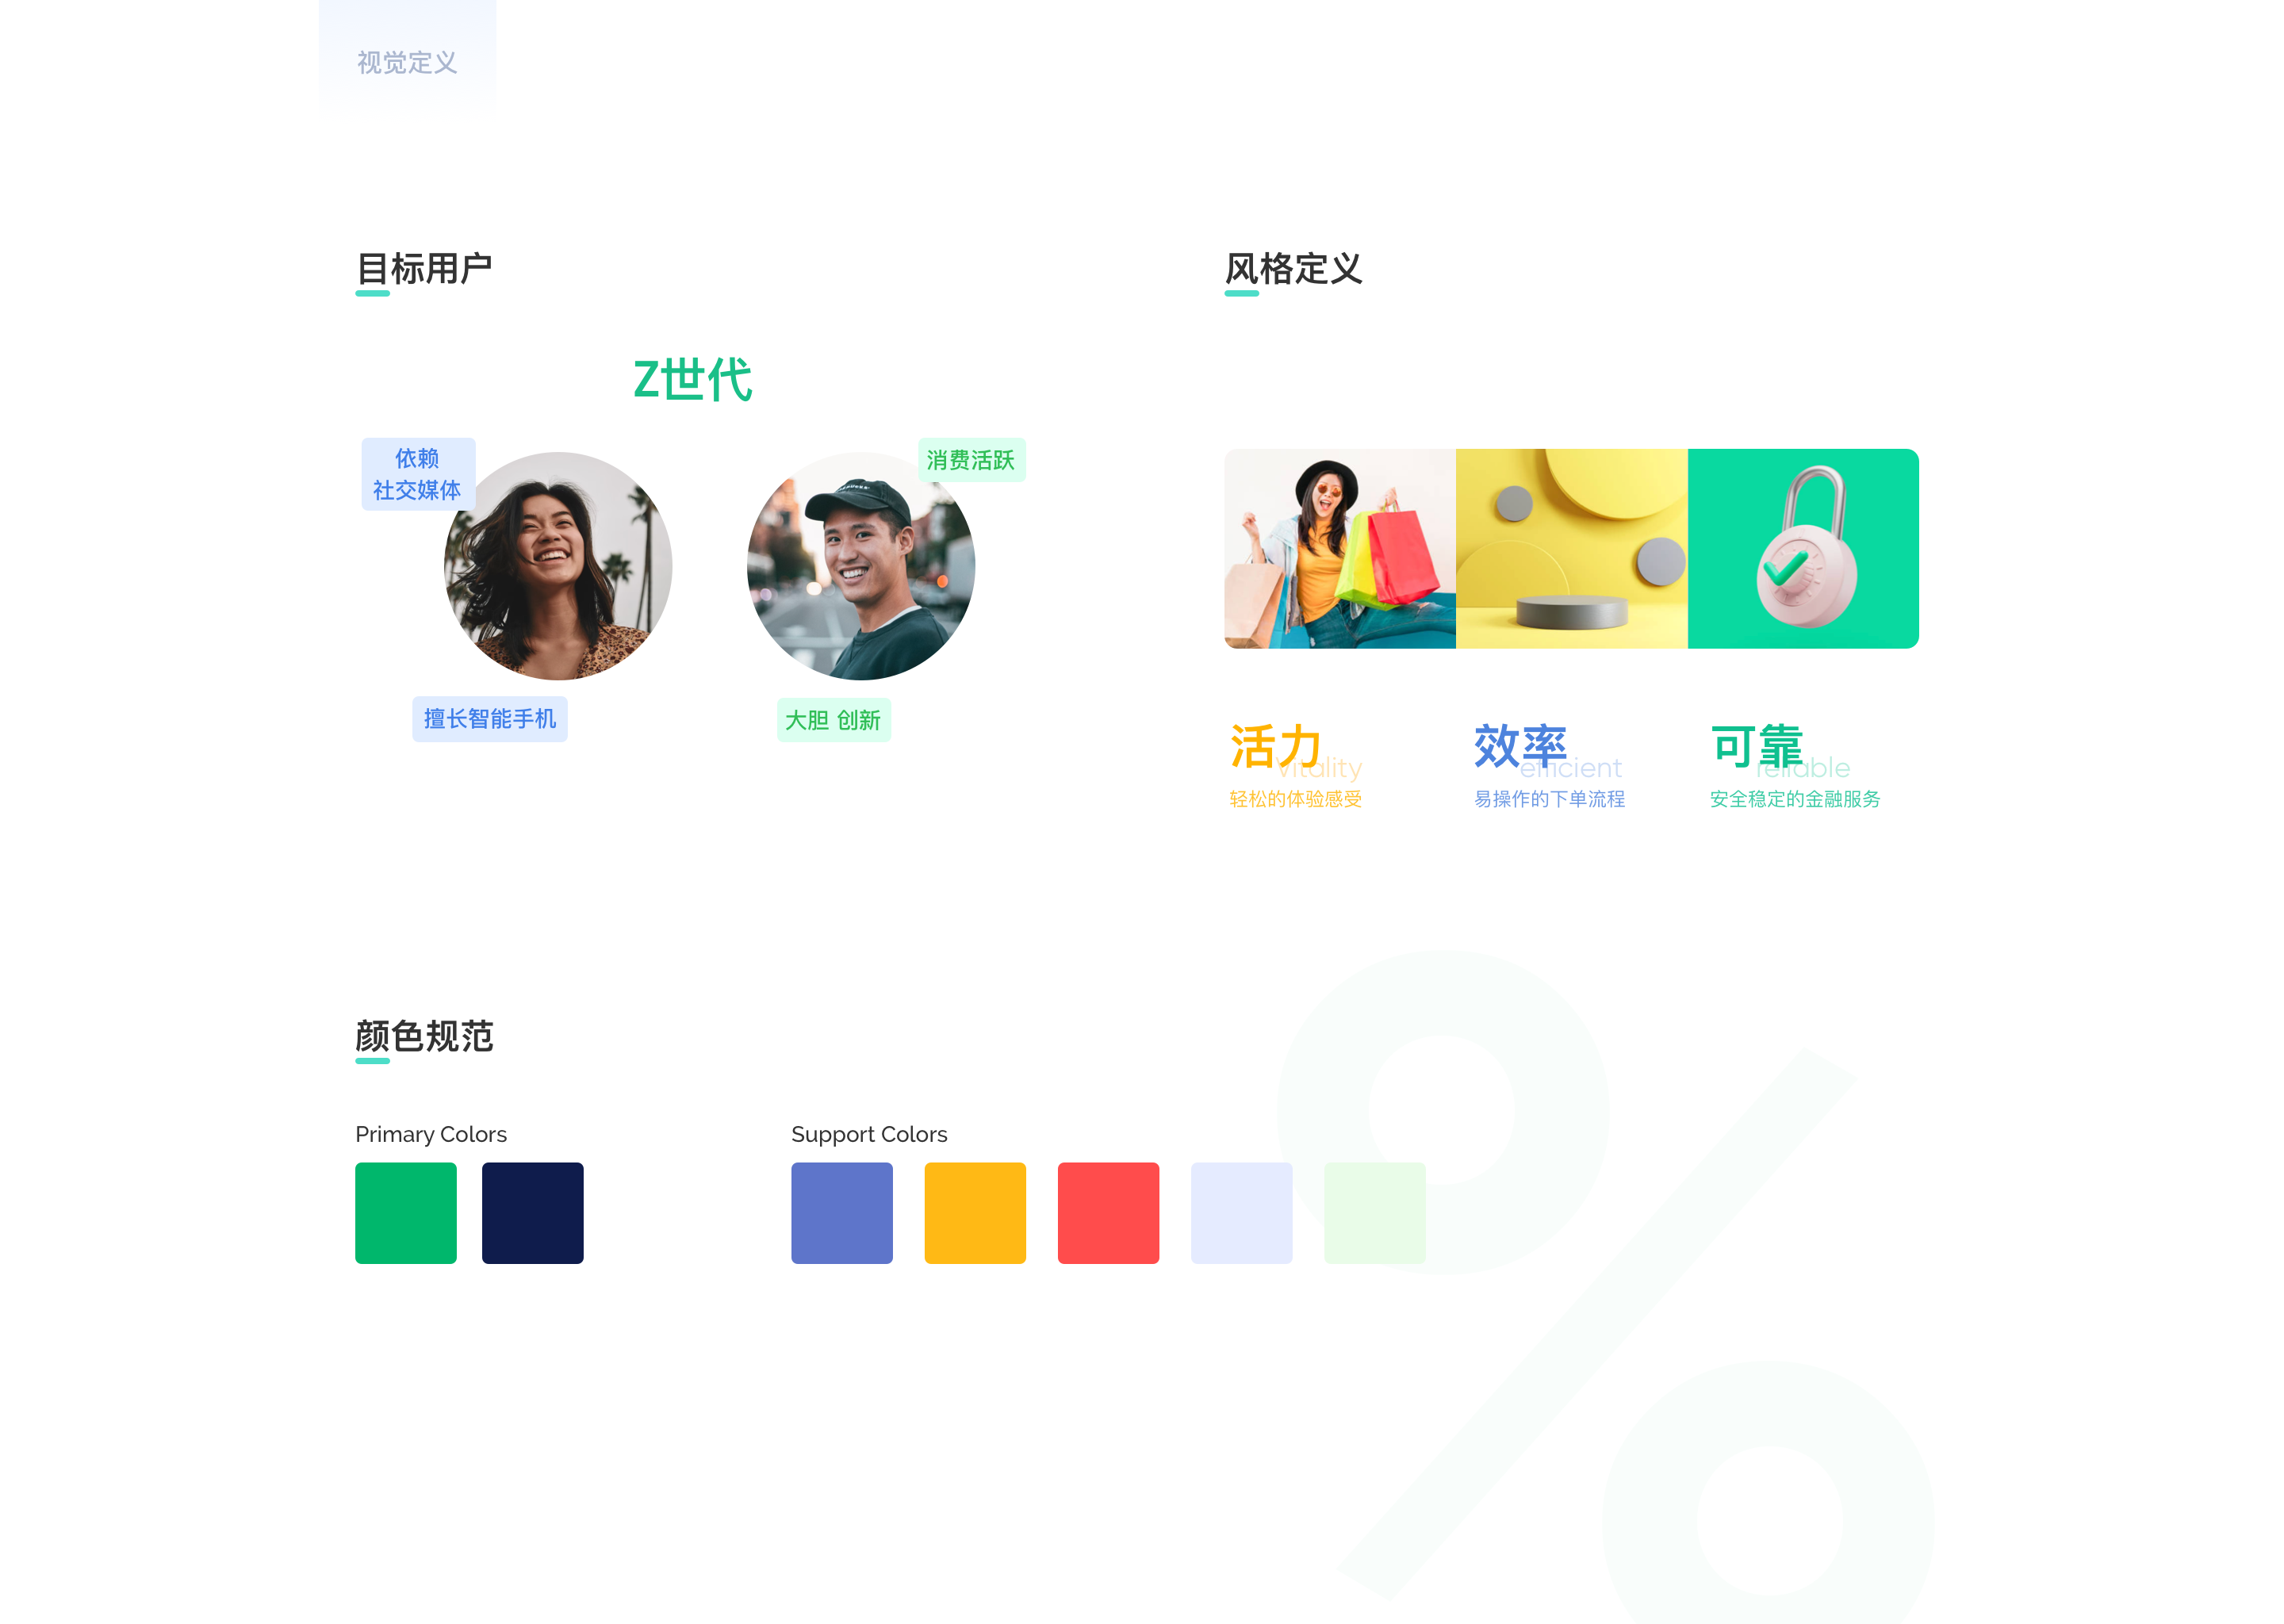 视觉定义
目标用户
Z世代
依赖
社交媒体
消费活跃
擅长智能手机
大胆 创新
风格定义
活力
Vitality
轻松的体验感受
效率
efficient
易操作的下单流程
可靠
reliable
安全稳定的金融服务
颜色规范
Primary Colors
Support Colors
%